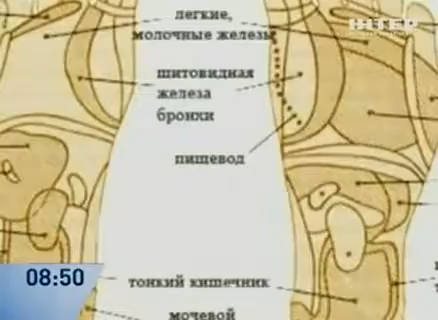 легкие,
молочные железы
ІНТЕР
щитовидная
железа
бронхи
пищевод
08:50
тонкий кишечник
мочевой